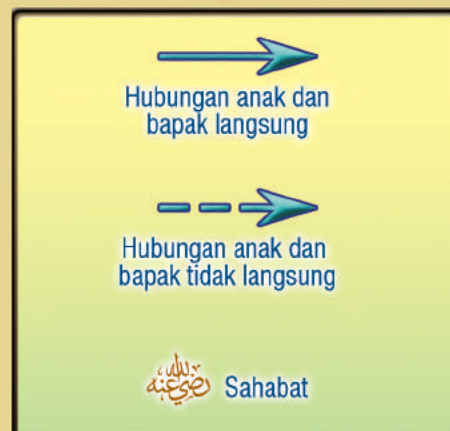 Hubungan anak dan
bapak langsung
Hubungan anak dan
bapak tidak langsung
رضي الله عنه Sahabat